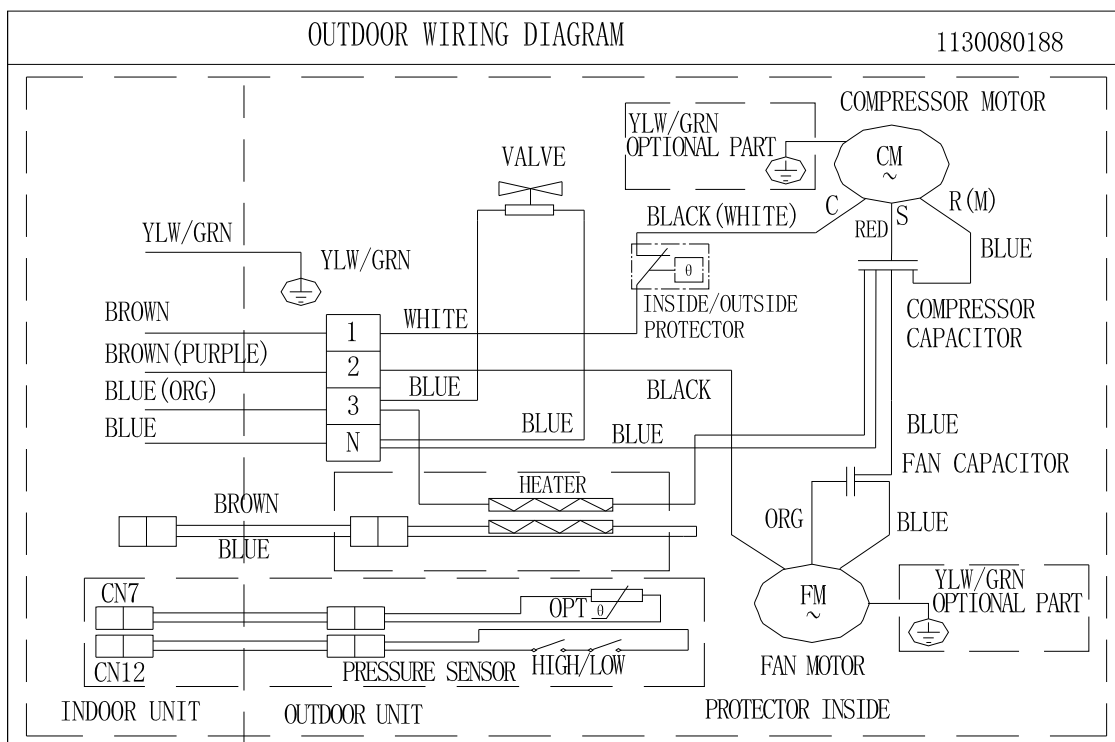 OUTDOOR WIRING DIAGRAM
1130080188
COMPRESSOR MOTOR
YLW/GRN
OPTIONAL PART
CM
~
VALVE
C
S
R(M)
BLACK(WHITE)
RED
BLUE
YLW/GRN
YLW/GRN
θ
INSIDE/OUTSIDE
PROTECTOR
COMPRESSOR
CAPACITOR
BROWN
1
WHITE
BROWN(PURPLE)
2
BLUE
BLACK
BLUE(ORG)
3
BLUE
N
BLUE
BLUE
BLUE
FAN CAPACITOR
HEATER
BROWN
BLUE
ORG
BLUE
CN7
OPT
θ
FM
~
YLW/GRN
OPTIONAL PART
CN12
PRESSURE SENSOR
HIGH/LOW
FAN MOTOR
INDOOR UNIT
OUTDOOR UNIT
PROTECTOR INSIDE